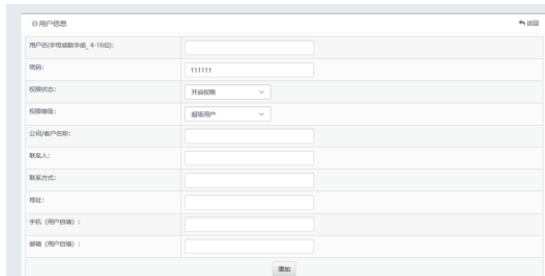 用户信息 返回
用户名(字母或数字或_ 4-16位):
密码: 111111
权限状态: 开启权限
权限等级: 超级用户
公司/客户名称:
联系人:
联系方式:
地址:
手机（用户自填）:
邮箱（用户自填）:
添加